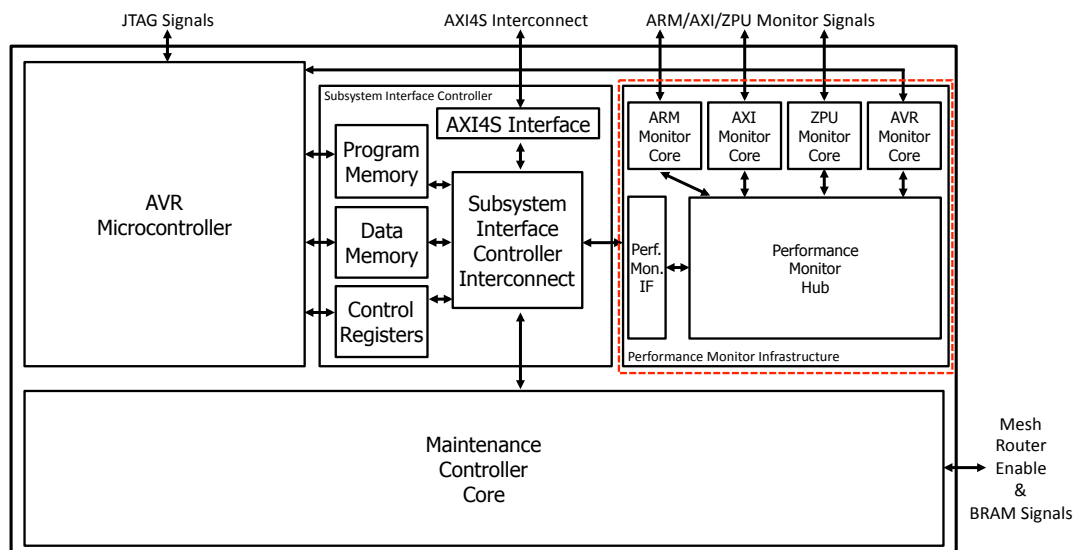 JTAG Signals
AXI4S Interconnect
ARM/AXI/ZPU Monitor Signals
AVR
Microcontroller
Subsystem Interface Controller
AXI4S Interface
Program
Memory
Data
Memory
Control
Registers
Subsystem
Interface
Controller
Interconnect
ARM
Monitor
Core
AXI
Monitor
Core
ZPU
Monitor
Core
AVR
Monitor
Core
Perf.
Mon.
IF
Performance
Monitor
Hub
Performance Monitor Infrastructure
Maintenance
Controller
Core
Mesh
Router
Enable
&
BRAM Signals